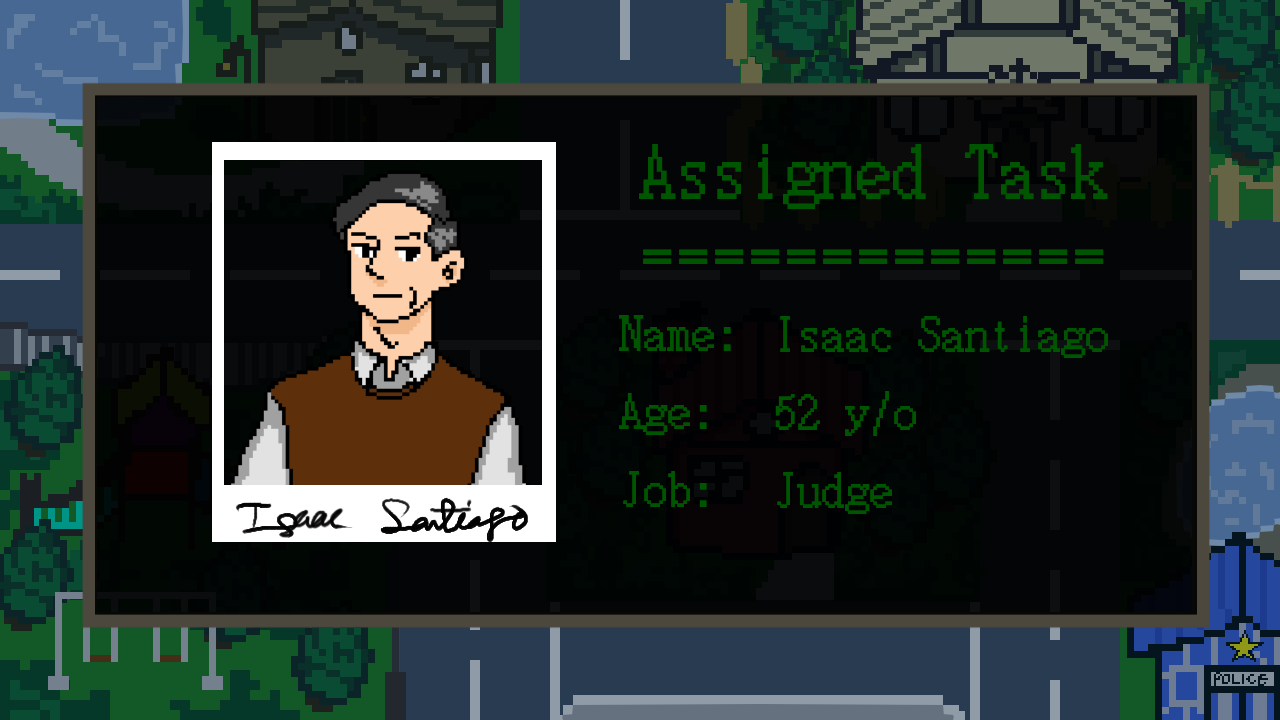 Assigned Task
=============
Name: Isaac Santiago
Age: 52 y/o
Job: Judge
Isaac Santiago
POLICE